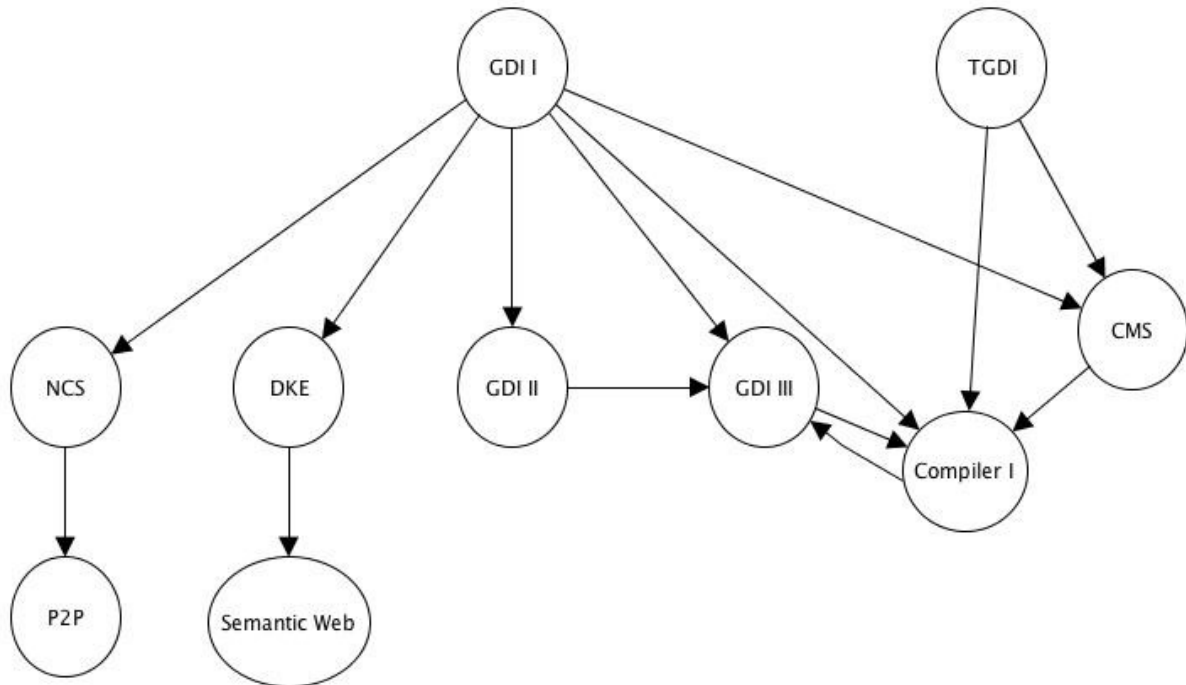 GDI I
TGDI
CMS
NCS
DKE
GDI II
GDI III
Compiler I
P2P
Semantic Web